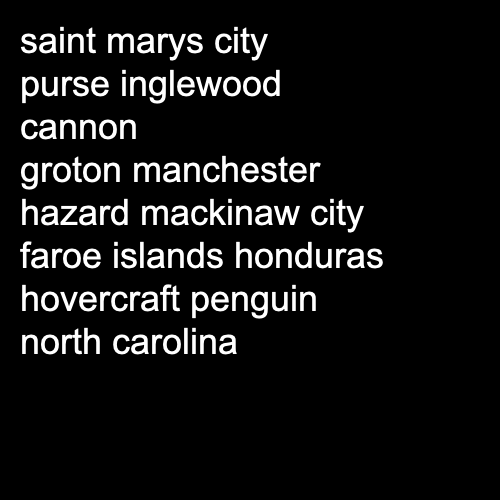 saint marys city
purse inglewood
cannon
groton manchester
hazard mackinaw city
faroe islands honduras
hovercraft penguin
north carolina